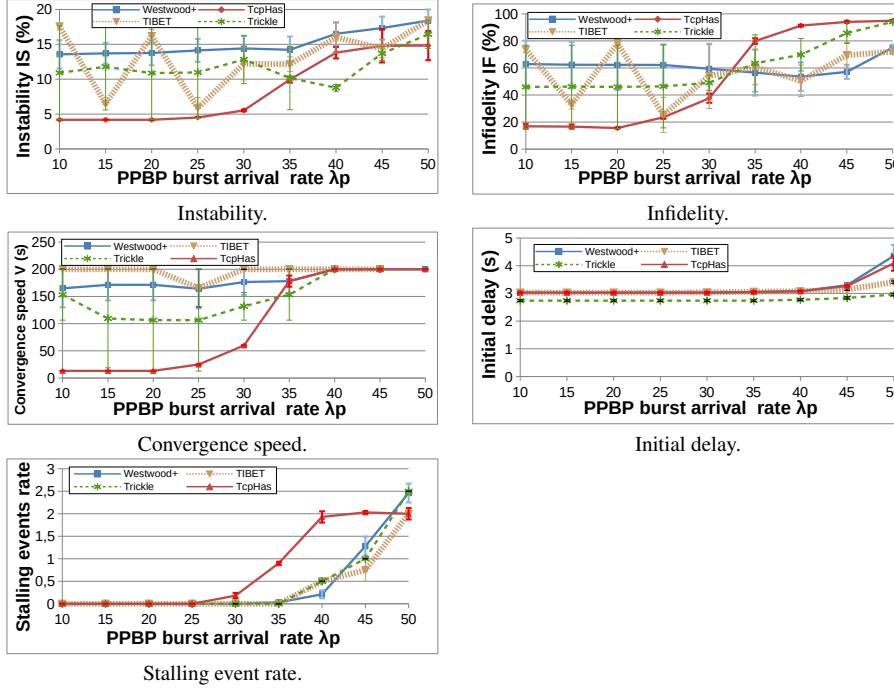 Instability IS (%)
20
15
10
5
0
Westwood+
TcpHas
TIBET
Trickle
10 15 20 25 30 35 40 45 50
PPBP burst arrival rate λp
Instability.
Infidelity IF (%)
100
80
60
40
20
0
Westwood+
TcpHas
TIBET
Trickle
10 15 20 25 30 35 40 45 50
PPBP burst arrival rate λp
Infidelity.
Convergence speed V (s)
250
200
150
100
50
0
Westwood+
TIBET
Trickle
TcpHas
10 15 20 25 30 35 40 45 50
PPBP burst arrival rate λp
Convergence speed.
Initial delay (s)
5
4
3
2
1
0
Westwood+
TIBET
Trickle
TcpHas
10 15 20 25 30 35 40 45 50
PPBP burst arrival rate λp
Initial delay.
Stalling events rate
3
2,5
2
1,5
1
0,5
0
Westwood+
TIBET
Trickle
TcpHas
10 15 20 25 30 35 40 45 50
PPBP burst arrival rate λp
Stalling event rate.